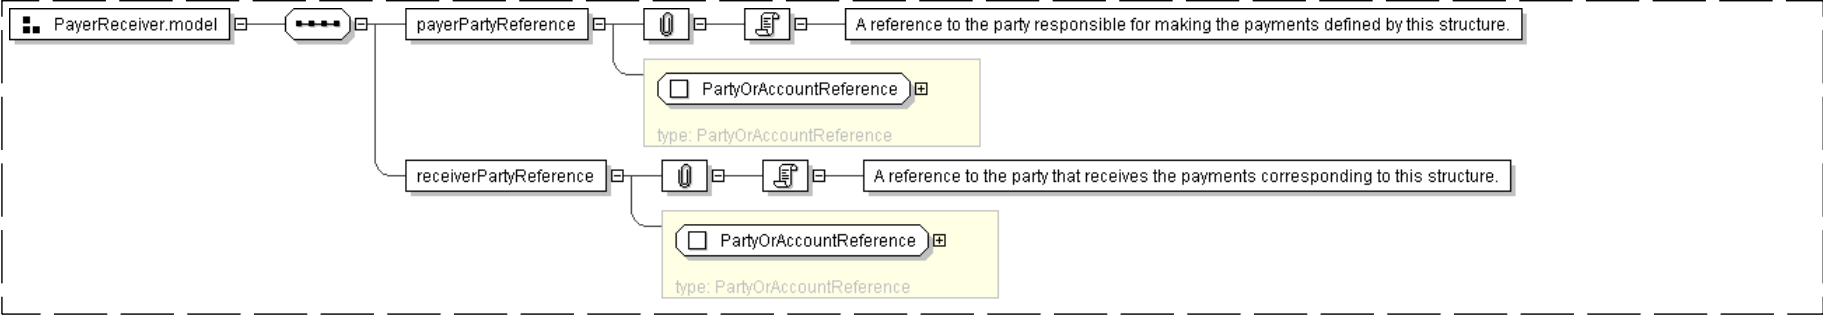 PayerReceiver.model
payerPartyReference
A reference to the party responsible for making the payments defined by this structure.
PartyOrAccountReference
type: PartyOrAccountReference
receiverPartyReference
A reference to the party that receives the payments corresponding to this structure.
PartyOrAccountReference
type: PartyOrAccountReference